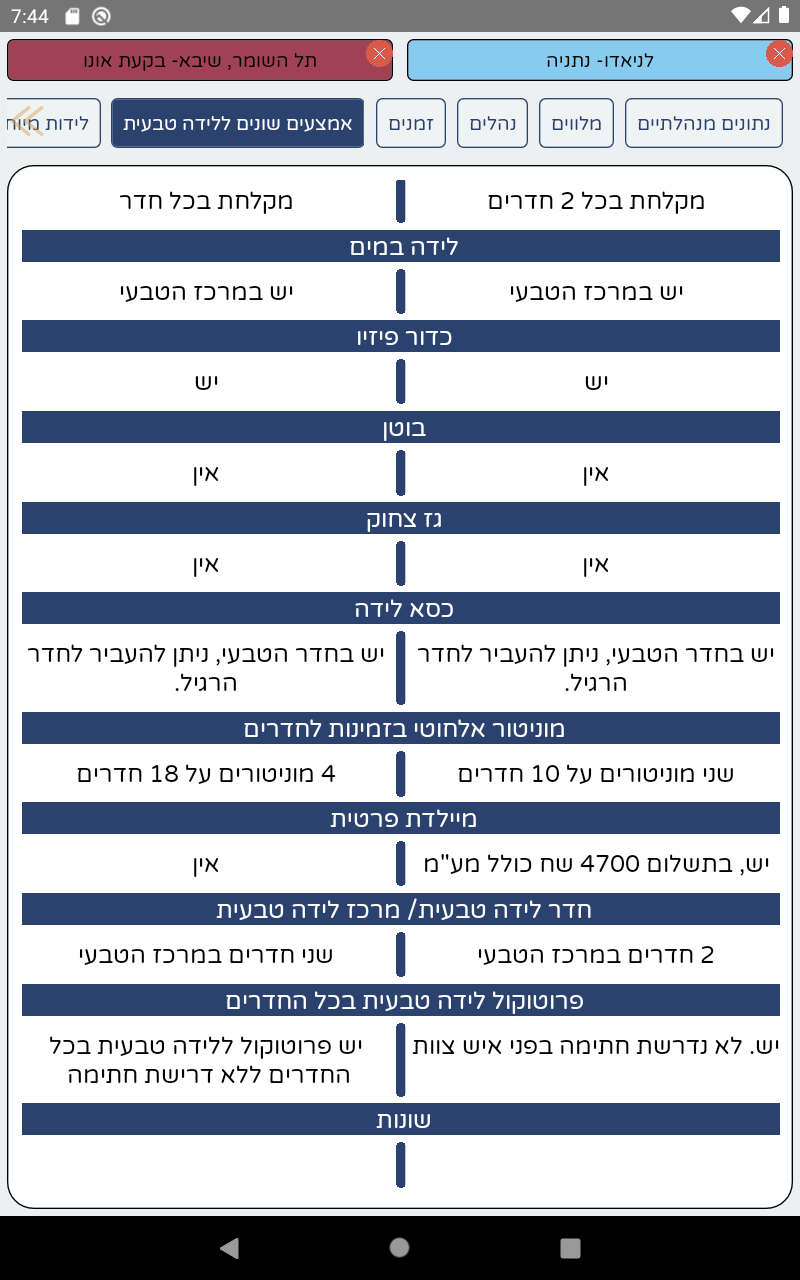 7:44
לניאדו- נתניה
תל השומר, שיבא- בקעת אונו
נתונים מנהלתיים
מלווים
נהלים
זמנים
אמצעים שונים ללידה טבעית
לידות
מקלחת בכל 2 חדרים
מקלחת בכל חדר
לידה במים
יש במרכז הטבעי
יש במרכז הטבעי
כדור פיזיו
יש
יש
בוטן
אין
אין
גז צחוק
אין
אין
כסא לידה
יש בחדר הטבעי, ניתן להעביר לחדר
הרגיל.
יש בחדר הטבעי, ניתן להעביר לחדר
הרגיל.
מוניטור אלחוטי בזמינות לחדרים
שני מוניטורים על 10 חדרים
4 מוניטורים על 18 חדרים
מיילדת פרטית
יש, בתשלום 4700 שח כולל מע"מ
אין
חדר לידה טבעית/ מרכז לידה טבעית
2 חדרים במרכז הטבעי
שני חדרים במרכז הטבעי
פרוטוקול לידה טבעית בכל החדרים
יש. לא נדרשת חתימה בפני איש צוות
יש פרוטוקול ללידה טבעית בכל
החדרים ללא דרישת חתימה
שונות